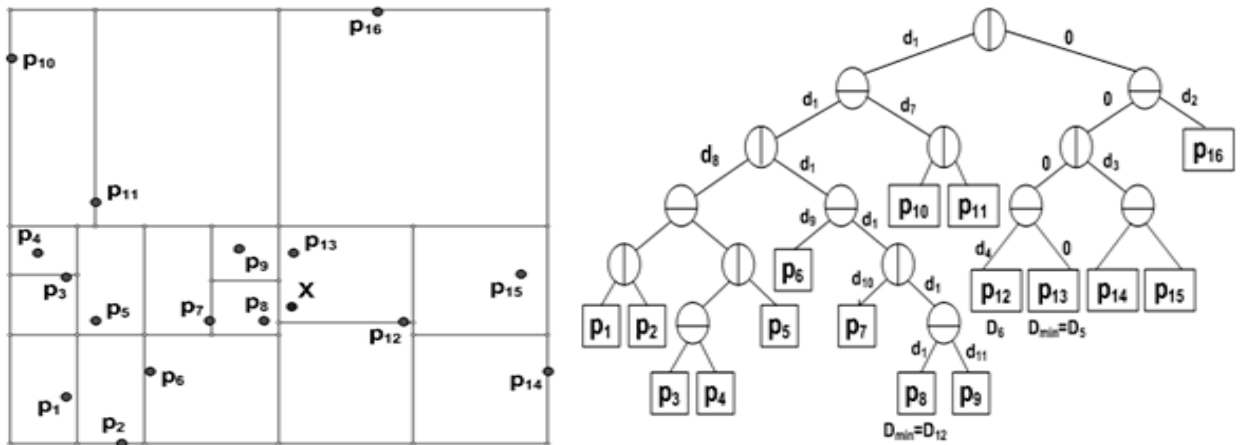 p₁₆
p₁₀
p₁₁
p₄
p₉
p₁₃
p₃
X
p₁₅
p₅
p₇
p₈
p₁₂
p₆
p₁₄
p₁
p₂
d₁
0
d₁
d₇
0
d₂
d₈
d₁
0
d₃
p₁₆
p₁₀
p₁₁
d₉
d₁
d₄
0
p₆
p₁₂
p₁₃
p₁₄
p₁₅
d₁₀
d₁
D₆
Dmin=D₅
p₁
p₂
p₅
p₇
d₁
d₁₁
p₃
p₄
p₈
p₉
Dmin=D₁₂